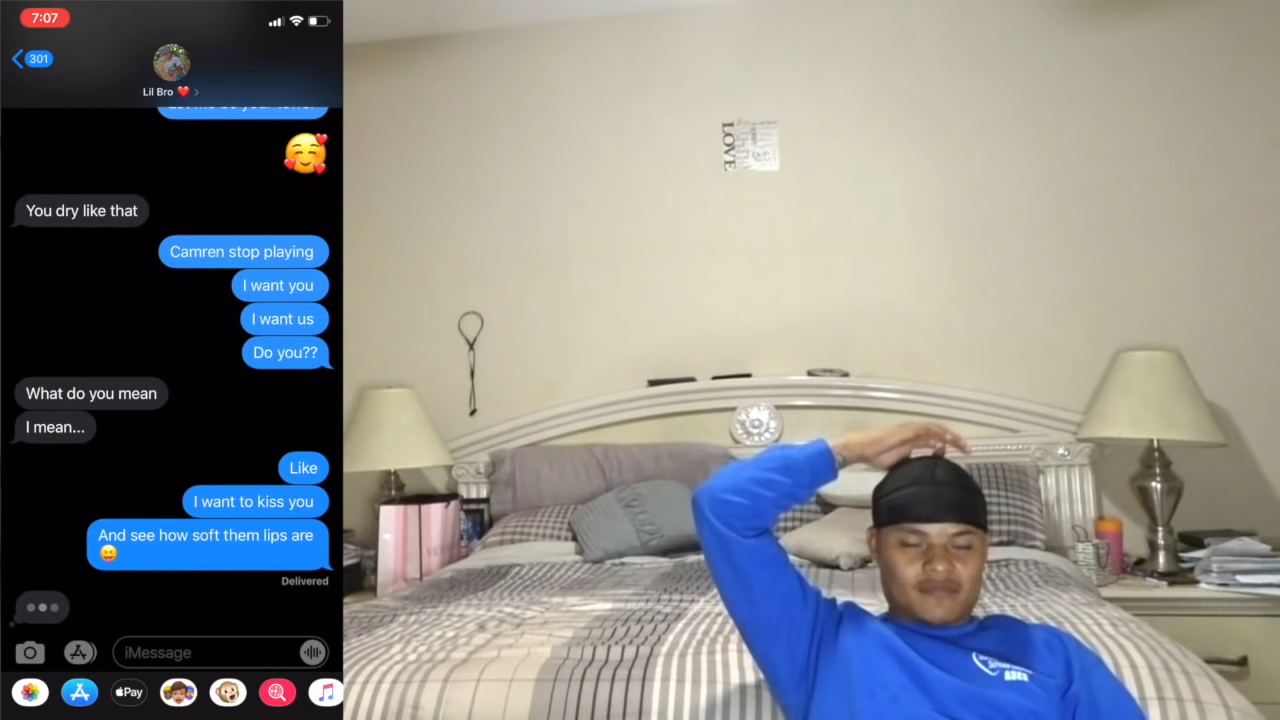 7:07
301
Lil Bro ❤️
🥰
You dry like that
Camren stop playing
I want you
I want us
Do you??
What do you mean
I mean...
Like
I want to kiss you
And see how soft them lips are
😝
Delivered
iMessage
Pay
LOVE